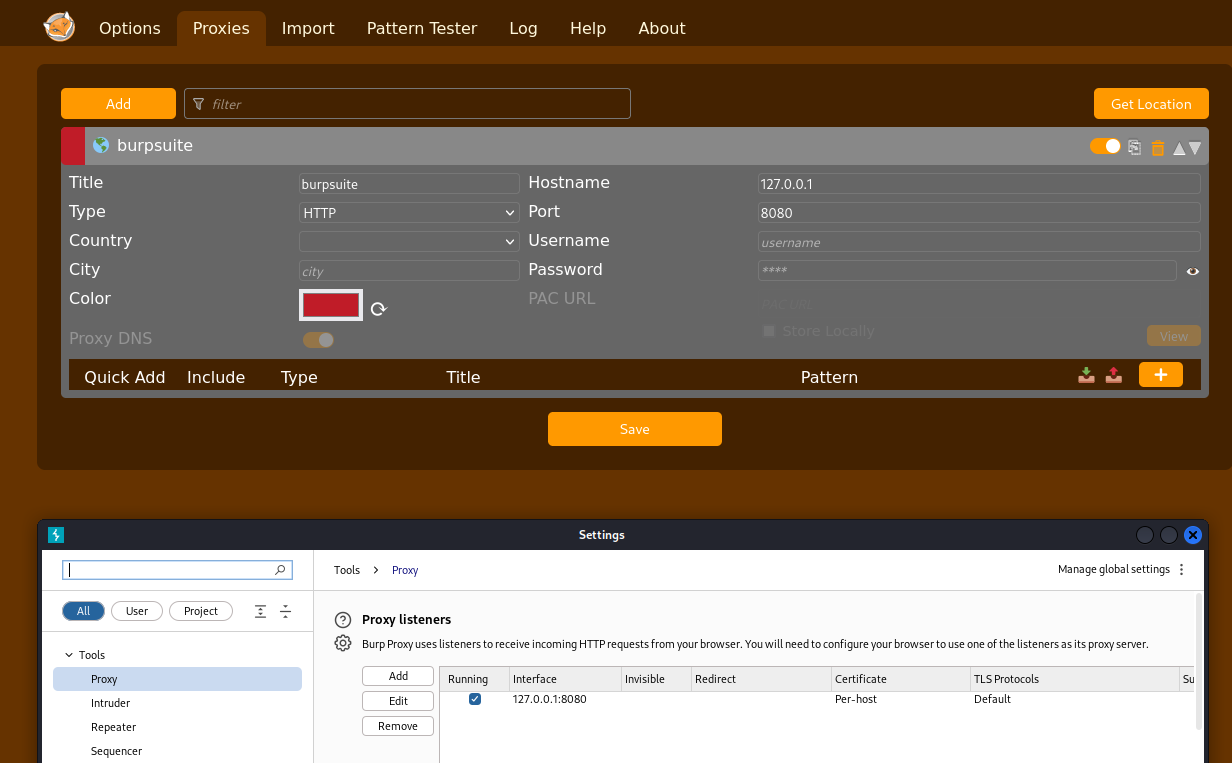 Options Proxies Import Pattern Tester Log Help About
Add filter Get Location
burpsuite
Title burpsuite Hostname 127.0.0.1
Type HTTP Port 8080
Country Username username
City city Password ****
Color PAC URL PAC URL
Store Locally View
Proxy DNS
Quick Add Include Type Title Pattern
Save
Settings
Tools > Proxy Manage global settings
All User Project
Proxy listeners
Burp Proxy uses listeners to receive incoming HTTP requests from your browser. You will need to configure your browser to use one of the listeners as its proxy server.
Tools
Proxy
Intruder
Repeater
Sequencer
Add
Edit
Remove
Running Interface Invisible Redirect Certificate TLS Protocols Su
127.0.0.1:8080 Per-host Default